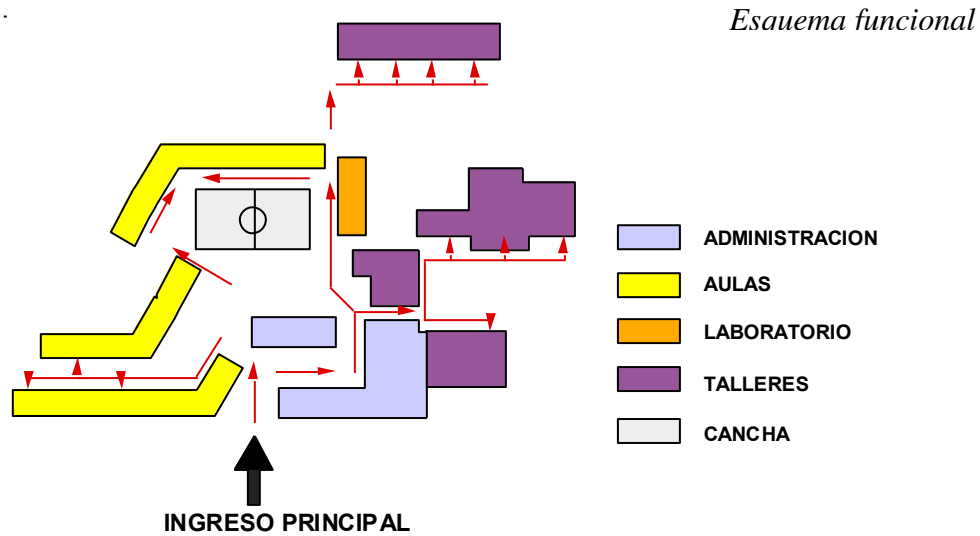 Esauema funcional
ADMINISTRACION
AULAS
LABORATORIO
TALLERES
CANCHA
INGRESO PRINCIPAL